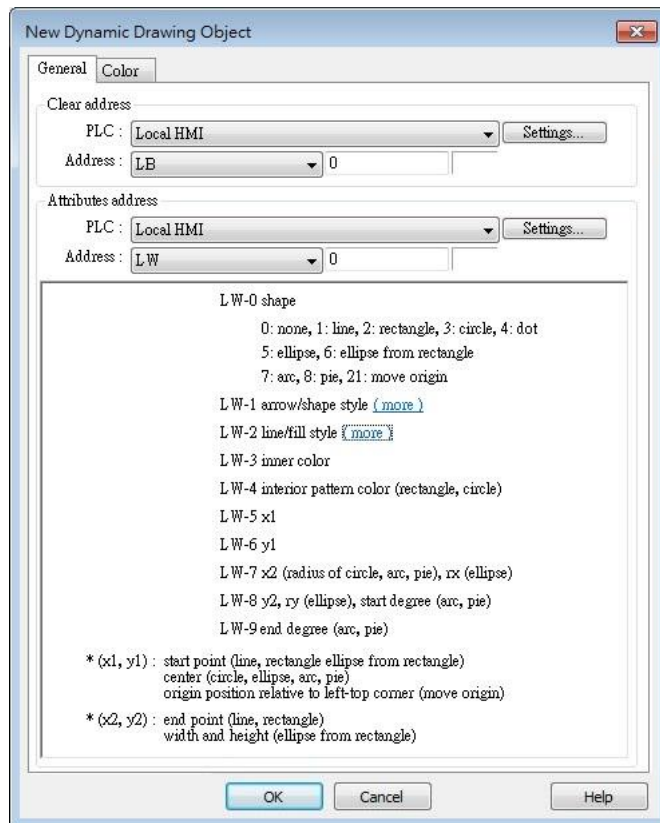 New Dynamic Drawing Object
General Color
Clear address
PLC : Local HMI Settings...
Address : LB 0
Attributes address
PLC : Local HMI Settings...
Address : LW 0
LW-0 shape
0: none, 1: line, 2: rectangle, 3: circle, 4: dot
5: ellipse, 6: ellipse from rectangle
7: arc, 8: pie, 21: move origin
LW-1 arrow/shape style ( more )
LW-2 line/fill style ( more )
LW-3 inner color
LW-4 interior pattern color (rectangle, circle)
LW-5 x1
LW-6 y1
LW-7 x2 (radius of circle, arc, pie), rx (ellipse)
LW-8 y2, ry (ellipse), start degree (arc, pie)
LW-9 end degree (arc, pie)
* (x1, y1) : start point (line, rectangle ellipse from rectangle)
center (circle, ellipse, arc, pie)
origin position relative to left-top corner (move origin)
* (x2, y2) : end point (line, rectangle)
width and height (ellipse from rectangle)
OK Cancel Help